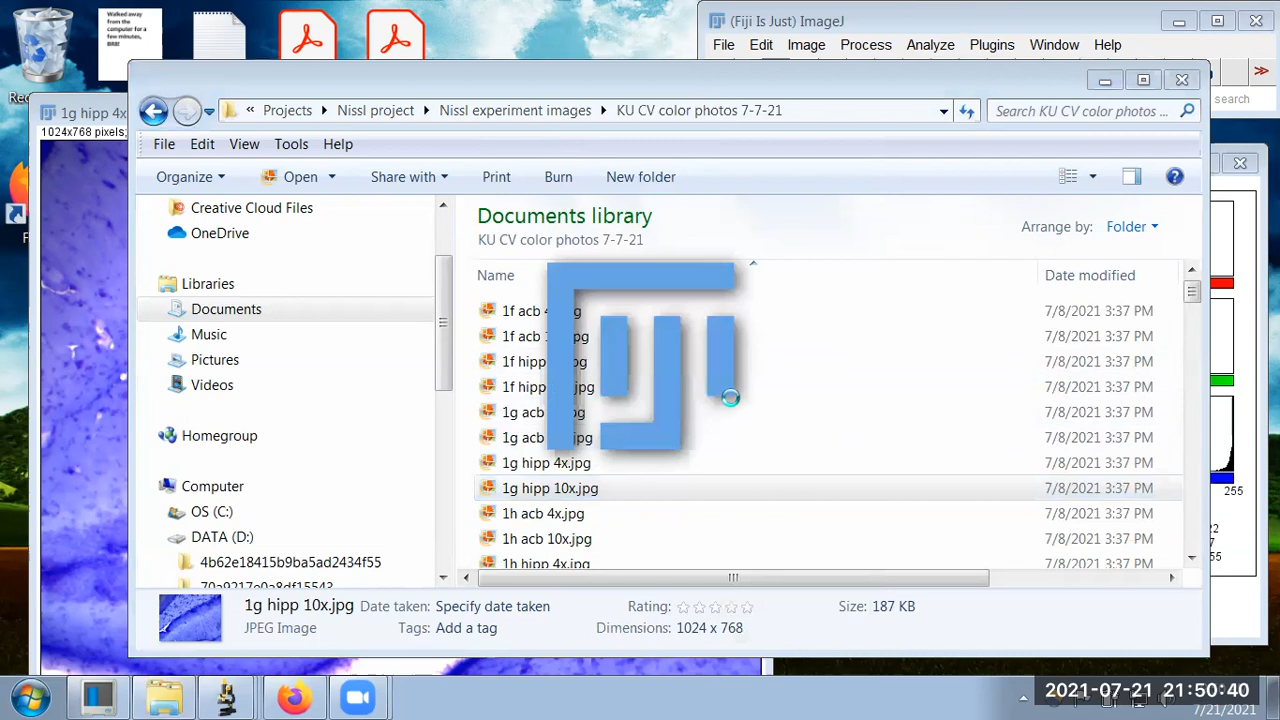 Walked away
from the
computer for a
few minutes,
BRB!
(Fiji Is Just) Im
File Edit
Process Analyze
Window Help
search
1g hipp 4x
1024x768 pixels;
« Projects ▸ Nissl project ▸ Nissl experiment images ▸ KU CV color photos 7-7-21
Search KU CV color photos ...
File Edit View Tools Help
Organize Open Share with Print Burn New folder
Creative Cloud Files
OneDrive
Libraries
Documents
Music
Pictures
Videos
Homegroup
Computer
OS (C:)
DATA (D:)
4b62e18415b9ba5ad2434f55
Documents library
KU CV color photos 7-7-21
Arrange by: Folder
Name Date modified
1f acb 7/8/2021 3:37 PM
1f acb pg 7/8/2021 3:37 PM
1f hipp pg 7/8/2021 3:37 PM
1f hipp jpg 7/8/2021 3:37 PM
1g acb pg 7/8/2021 3:37 PM
1g acb jpg 7/8/2021 3:37 PM
1g hipp 4x.jpg 7/8/2021 3:37 PM
1g hipp 10x.jpg 7/8/2021 3:37 PM
1h acb 4x.jpg 7/8/2021 3:37 PM
1h acb 10x.jpg 7/8/2021 3:37 PM
1h hipp 4x.jpg
255
1g hipp 10x.jpg Date taken: Specify date taken Rating: Size: 187 KB
JPEG Image Tags: Add a tag Dimensions: 1024 x 768
2021-07-21 21:50:40
7/21/2021